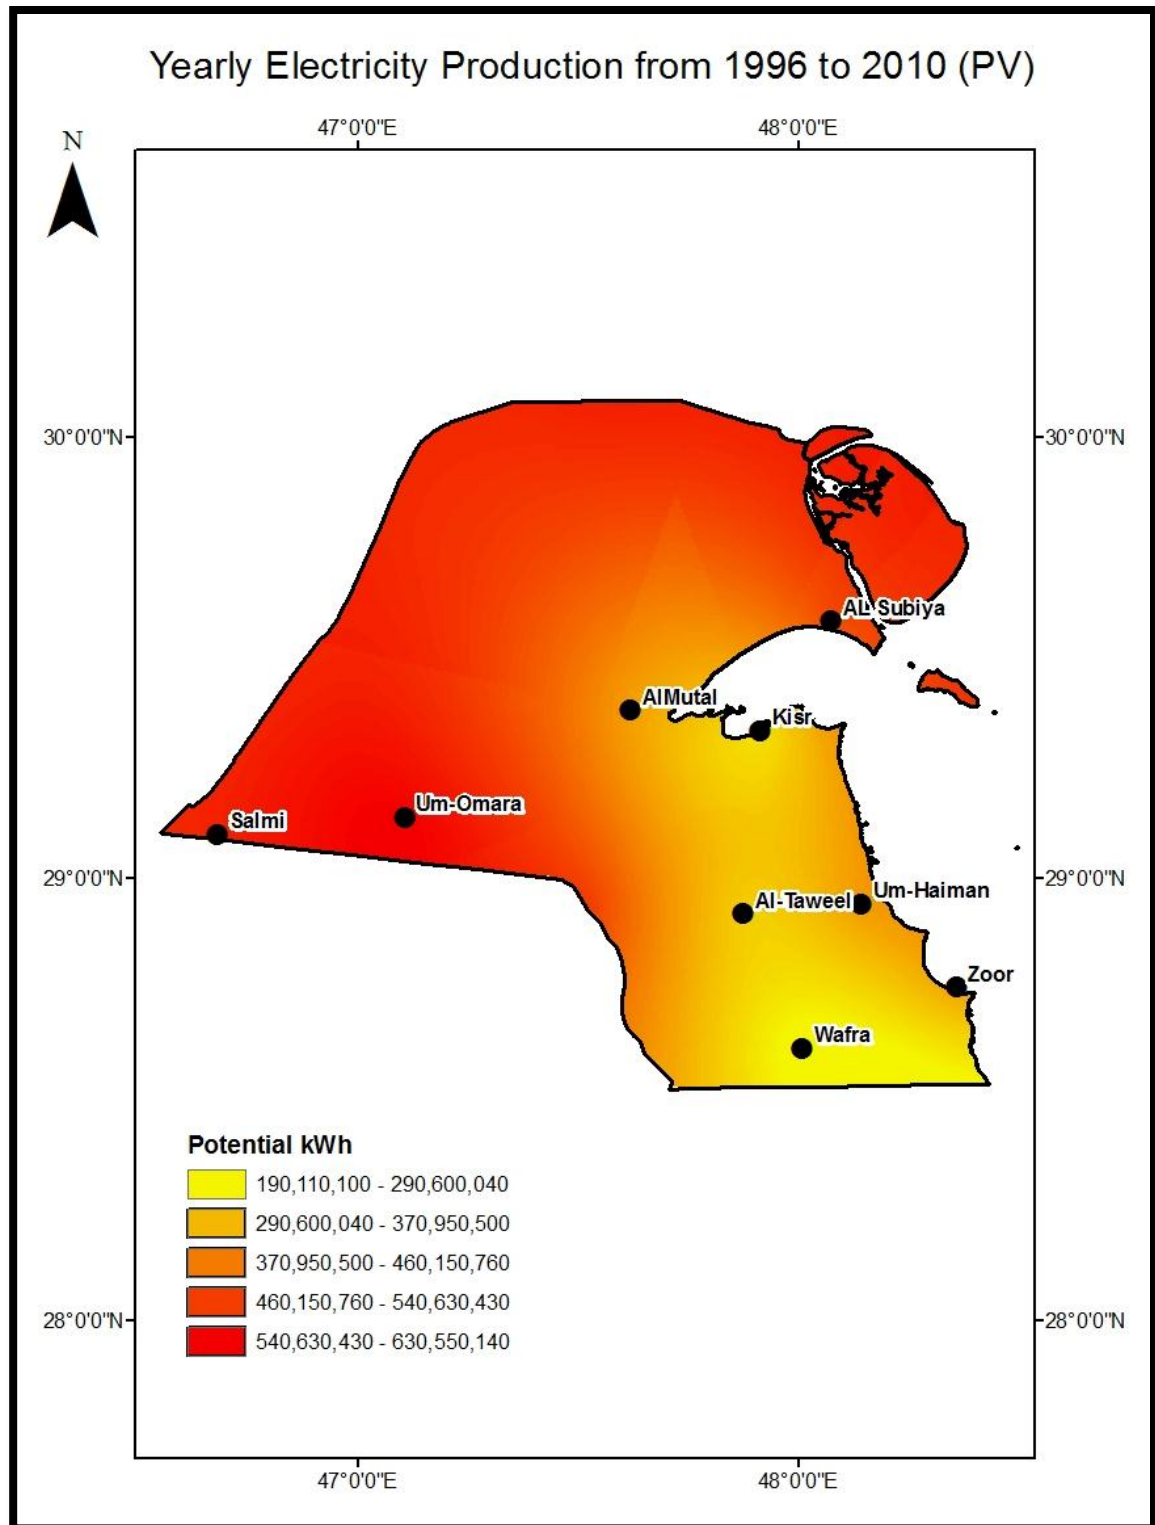 Yearly Electricity Production from 1996 to 2010 (PV)
N
47°0'0"E 48°0'0"E
30°0'0"N 30°0'0"N
AL-Subiya
AlMutal
Kisr
Um-Omara
Salmi
29°0'0"N 29°0'0"N
Um-Haiman
Al-Taweel
Zoor
Wafra
Potential kWh
190,110,100 - 290,600,040
290,600,040 - 370,950,500
370,950,500 - 460,150,760
460,150,760 - 540,630,430
28°0'0"N 28°0'0"N
540,630,430 - 630,550,140
47°0'0"E 48°0'0"E